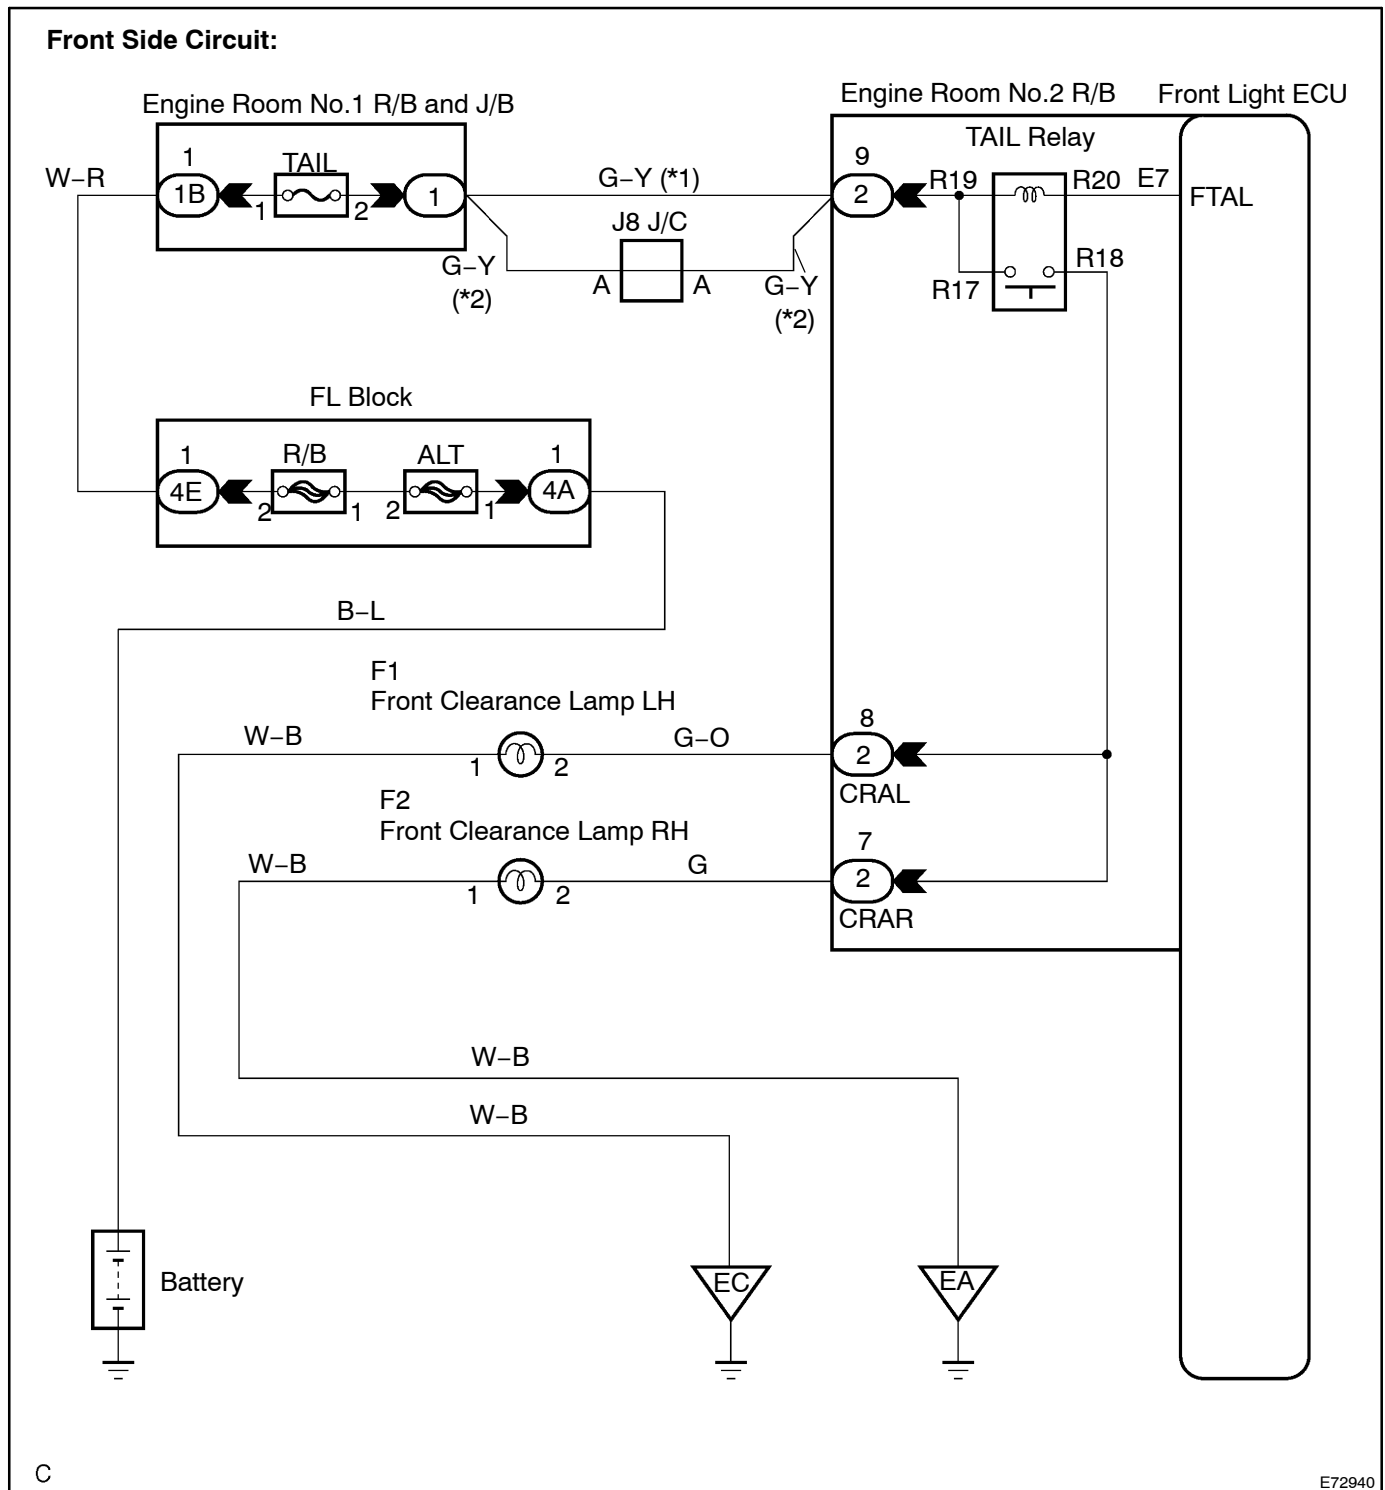 Front Side Circuit:
Engine Room No.1 R/B and J/B
Engine Room No.2 R/B
Front Light ECU
TAIL Relay
W–R
1
1B
1
TAIL
2
1
G–Y (*1)
9
2
R19
R20
E7
FTAL
J8 J/C
G–Y
(*2)
A
A
G–Y
(*2)
R17
R18
FL Block
1
4E
2
R/B
1
2
ALT
1
1
4A
B–L
F1
Front Clearance Lamp LH
W–B
1
2
G–O
8
2
CRAL
F2
Front Clearance Lamp RH
W–B
1
2
G
7
2
CRAR
W–B
W–B
Battery
EC
EA
C
E72940